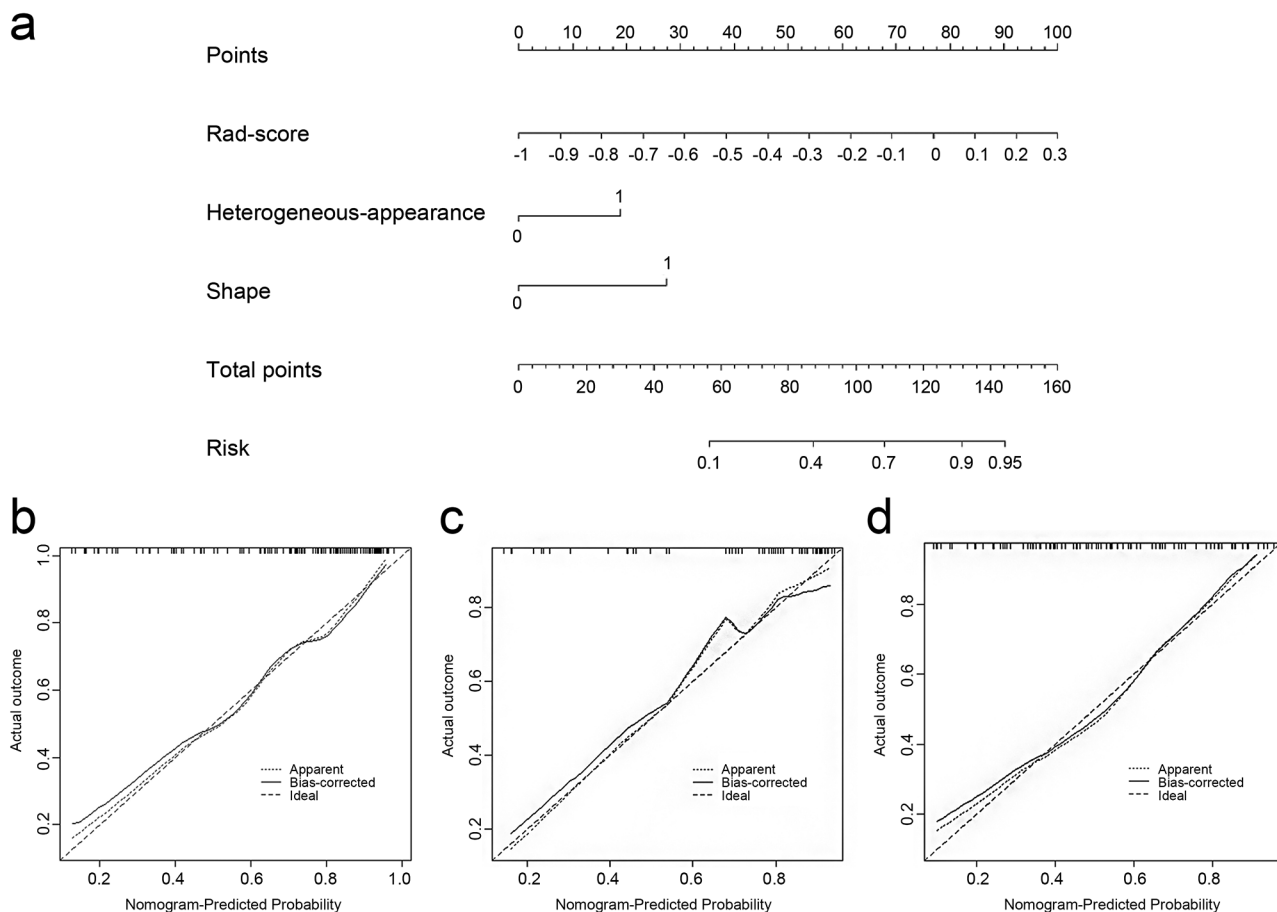 a
Points
0 10 20 30 40 50 60 70 80 90 100
Rad-score
-1 -0.9 -0.8 -0.7 -0.6 -0.5 -0.4 -0.3 -0.2 -0.1 0 0.1 0.2 0.3
Heterogeneous-appearance
1
0
Shape
1
0
Total points
0 20 40 60 80 100 120 140 160
Risk
0.1 0.4 0.7 0.9 0.95
b
Actual outcome
1.0
0.8
0.6
0.4
0.2
Apparent
Bias-corrected
Ideal
0.2 0.4 0.6 0.8 1.0
Nomogram-Predicted Probability
c
Actual outcome
0.8
0.6
0.4
0.2
Apparent
Bias-corrected
Ideal
0.2 0.4 0.6 0.8
Nomogram-Predicted Probability
d
Actual outcome
0.8
0.6
0.4
0.2
Apparent
Bias-corrected
Ideal
0.2 0.4 0.6 0.8
Nomogram-Predicted Probability